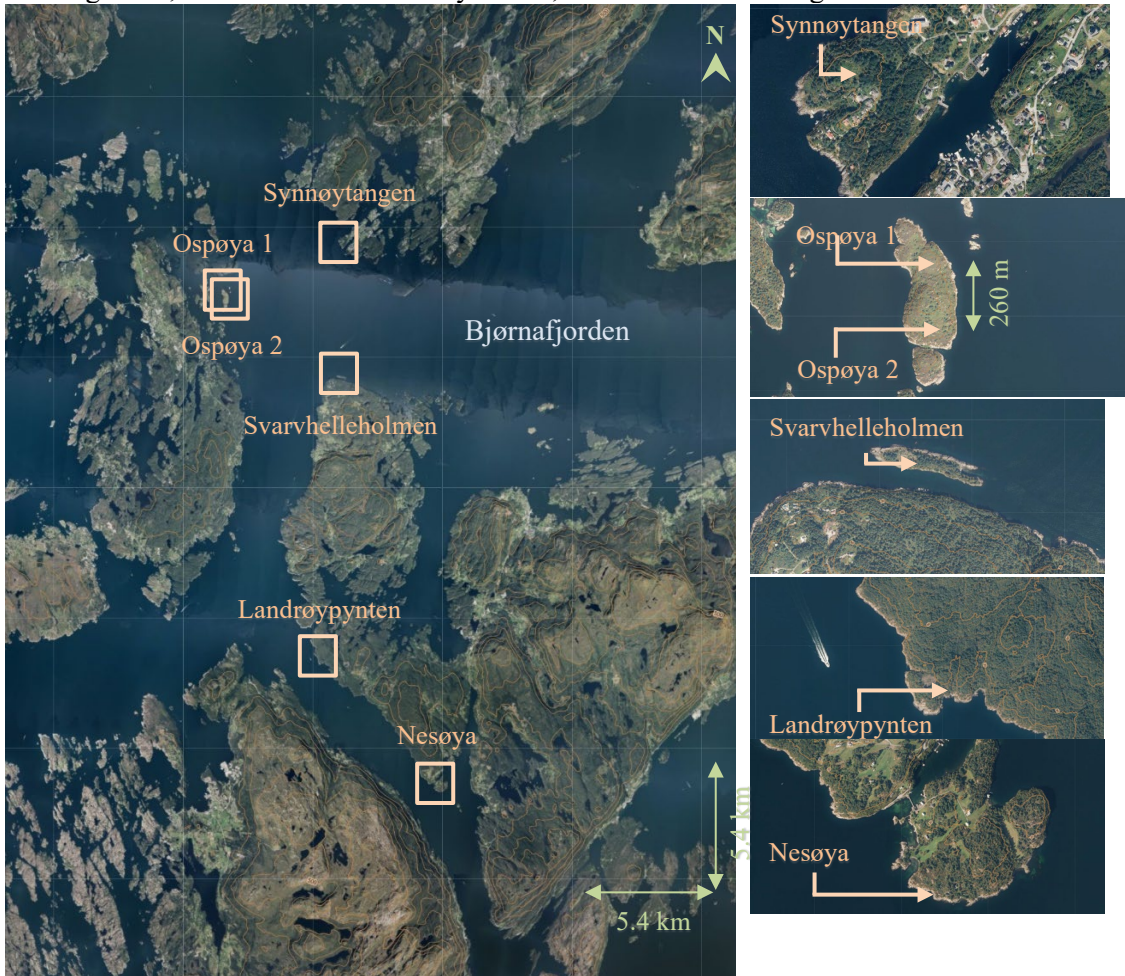 N
Synnøytangen
Ospøya 1
Bjørnafjorden
Ospøya 2
Svarvhelleholmen
Landrøypynten
Nesøya
5.4 km
5.4 km
Synnøytangen
Ospøya 1
260 m
Ospøya 2
Svarvhelleholmen
Landrøypynten
Nesøya